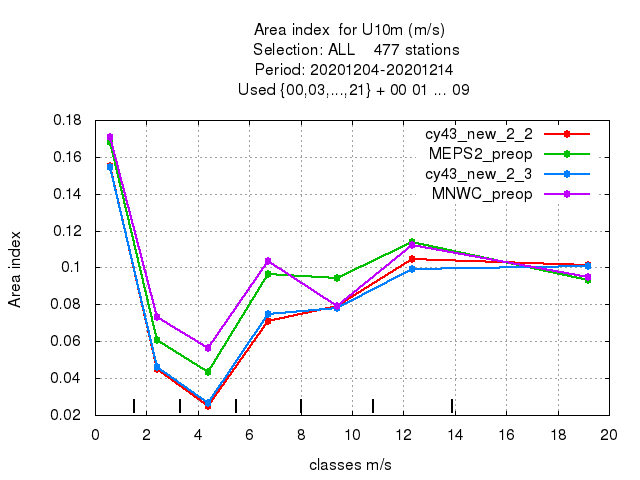 Area index  for U10m (m/s)
Selection: ALL    477 stations
Period: 20201204-20201214
Used {00,03,...,21} + 00 01 ... 09
0.18
0.16
0.14
0.12
0.1
0.08
0.06
0.04
0.02
Area index
cy43_new_2_2
MEPS2_preop
cy43_new_2_3
MNWC_preop
0 2 4 6 8 10 12 14 16 18 20
classes m/s